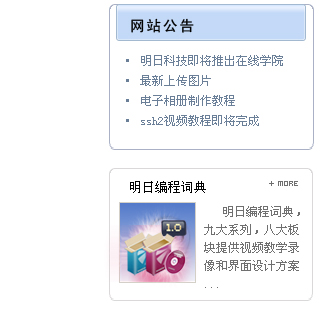 网站公告
• 明日科技即将推出在线学院
• 最新上传图片
• 电子相册制作教程
• ssh2视频教程即将完成
明日编程词典
+ MORE
1.0
明日编程词典，
九大系列，八大板
块提供视频教学录
像和界面设计方案
...